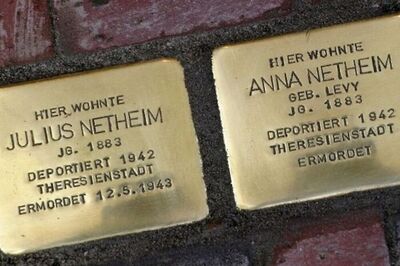 HIER WOHNTE
JULIUS NETHEIM
JG. 1883
DEPORTIERT 1942
THERESIENSTADT
ERMORDET 12.5.1943
HIER WOHNTE
ANNA NETHEIM
GEB. LEVY
JG. 1883
DEPORTIERT 1942
THERESIENSTADT
ERMORDET